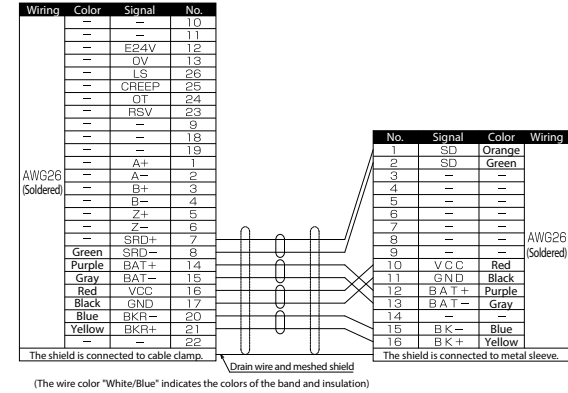 Wiring Color Signal No.
— — 10
— — 11
— E24V 12
— 0V 13
— LS 26
— CREEP 25
— OT 24
— RSV 23
— — 9
— — 18
— — 19
— A+ 1
AWG26 (Soldered) — A− 2
— B+ 3
— B− 4
— Z+ 5
— Z− 6
— SRD+ 7
Green SRD− 8
Purple BAT+ 14
Gray BAT− 15
Red VCC 16
Black GND 17
Blue BKR− 20
Yellow BKR+ 21
— — 22
The shield is connected to cable clamp.
Drain wire and meshed shield
No. Signal Color Wiring
1 SD Orange
2 SD Green
3 — —
4 — —
5 — —
6 — —
7 — —
8 — — AWG26
9 — — (Soldered)
10 VCC Red
11 GND Black
12 BAT+ Purple
13 BAT− Gray
14 — —
15 BK− Blue
16 BK+ Yellow
The shield is connected to metal sleeve.
(The wire color "White/Blue" indicates the colors of the band and insulation)